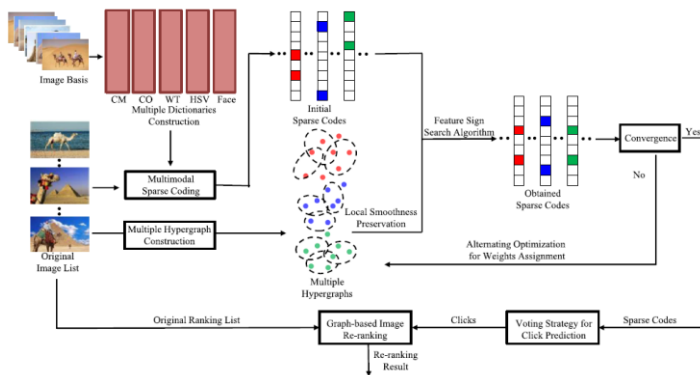 Image Basis
CM CO WT HSV Face
Multiple Dictionaries
Construction
Initial
Sparse Codes
Feature Sign
Search Algorithm
Convergence
Yes
No
Obtained
Sparse Codes
Multimodal
Sparse Coding
Local Smoothness
Preservation
Multiple Hypergraph
Construction
Original
Image List
Multiple
Hypergraphs
Alternating Optimization
for Weights Assignment
Original Ranking List
Graph-based Image
Re-ranking
Clicks
Voting Strategy for
Click Prediction
Sparse Codes
Re-ranking
Result